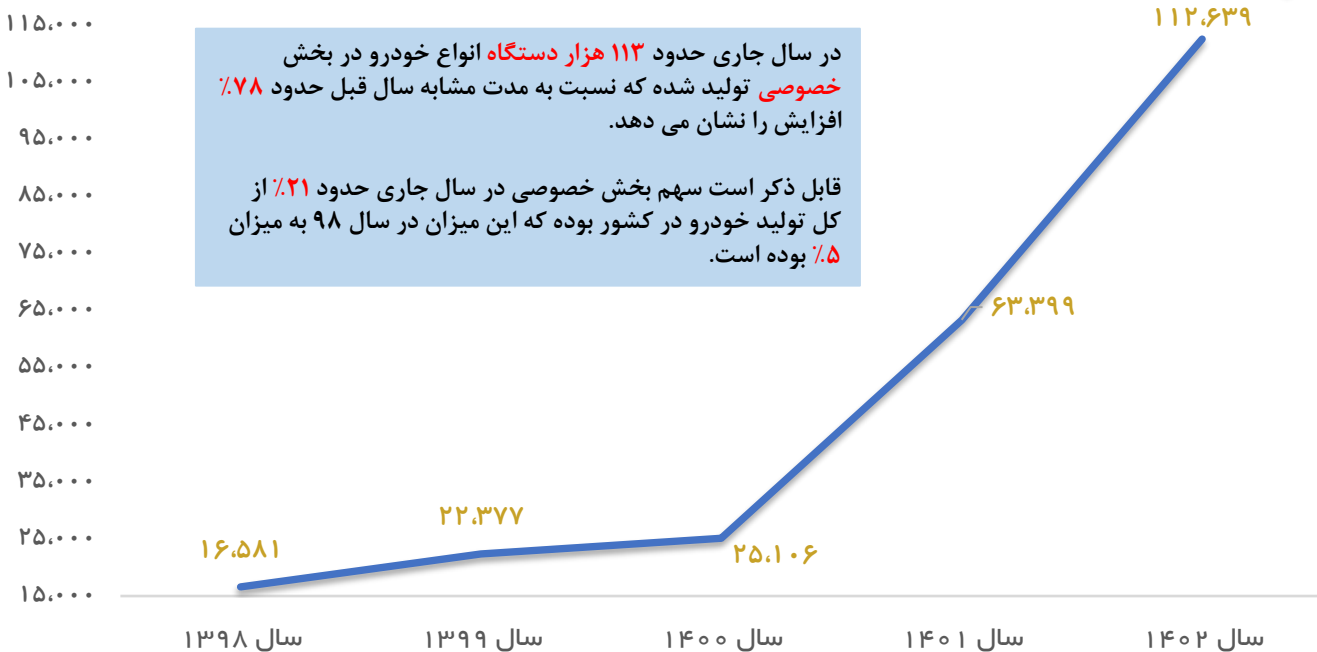 ۱۱۵،۰۰۰
۱۰۵،۰۰۰
۹۵،۰۰۰
۸۵،۰۰۰
۷۵،۰۰۰
۶۵،۰۰۰
۵۵،۰۰۰
۴۵،۰۰۰
۳۵،۰۰۰
۲۵،۰۰۰
۱۵،۰۰۰
در سال جاری حدود ۱۱۳ هزار دستگاه انواع خودرو در بخش
خصوصی تولید شده که نسبت به مدت مشابه سال قبل حدود ۷۸٪
افزایش را نشان می دهد.
قابل ذکر است سهم بخش خصوصی در سال جاری حدود ۲۱٪ از
کل تولید خودرو در کشور بوده که این میزان در سال ۹۸ به میزان
۵٪ بوده است.
۱۶،۵۸۱
۲۲،۳۷۷
۲۵،۱۰۶
۶۳،۳۹۹
۱۱۲،۶۳۹
سال ۱۳۹۸
سال ۱۳۹۹
سال ۱۴۰۰
سال ۱۴۰۱
سال ۱۴۰۲